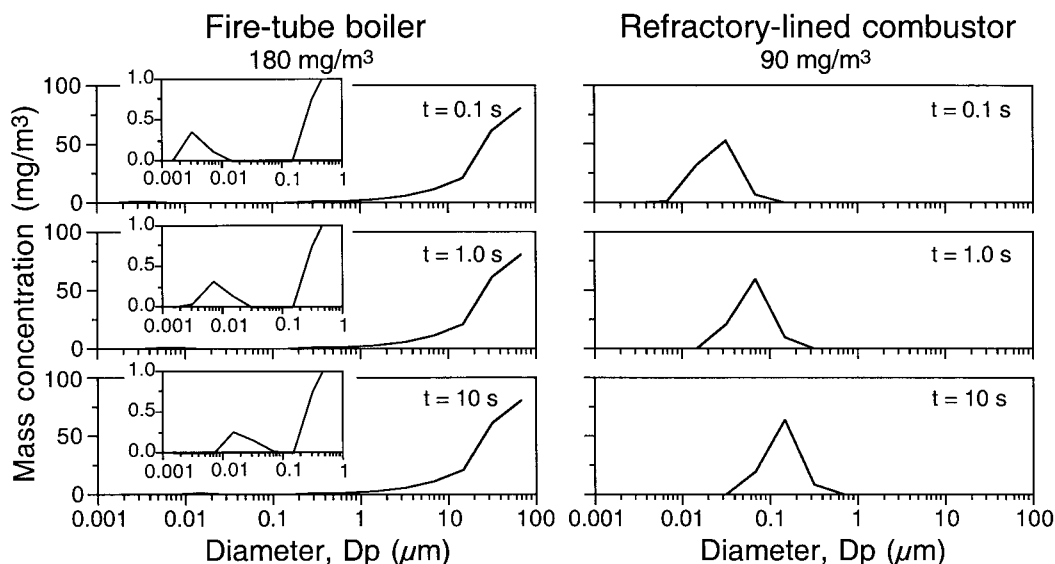 Fire-tube boiler
180 mg/m³
Refractory-lined combustor
90 mg/m³
Mass concentration (mg/m³)
100
50
0
1.0
0.5
0.0
0.001 0.01 0.1 1
t = 0.1 s
t = 0.1 s
100
50
0
1.0
0.5
0.0
0.001 0.01 0.1 1
t = 1.0 s
t = 1.0 s
100
50
0
1.0
0.5
0.0
0.001 0.01 0.1 1
t = 10 s
t = 10 s
0.001 0.01 0.1 1 10 100
0.001 0.01 0.1 1 10 100
Diameter, Dp (μm)
Diameter, Dp (μm)